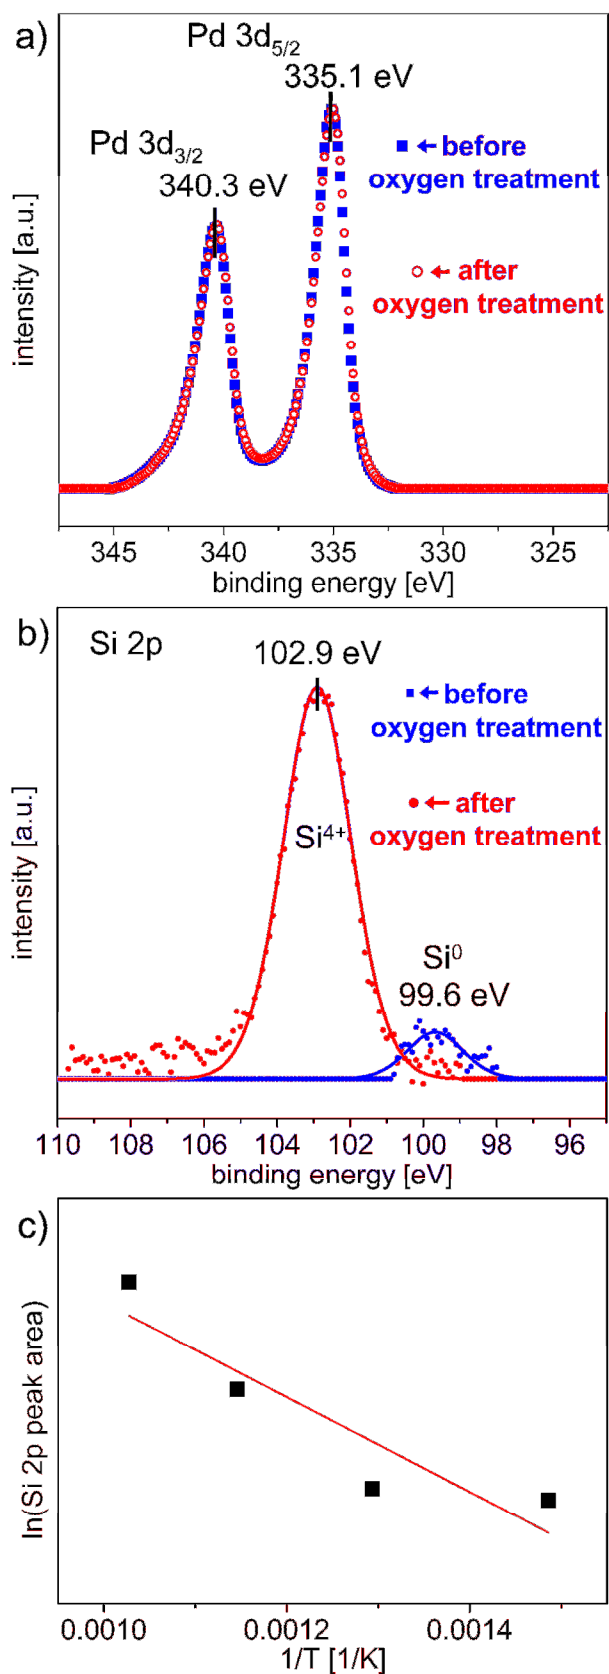 a)
Pd 3d5/2
335.1 eV
Pd 3d3/2
340.3 eV
before
oxygen treatment
after
oxygen treatment
intensity [a.u.]
345 340 335 330 325
binding energy [eV]
b)
Si 2p
102.9 eV
before
oxygen treatment
after
oxygen treatment
Si4+
Si0
99.6 eV
intensity [a.u.]
110 108 106 104 102 100 98 96
binding energy [eV]
c)
ln(Si 2p peak area)
0.0010 0.0012 0.0014
1/T [1/K]